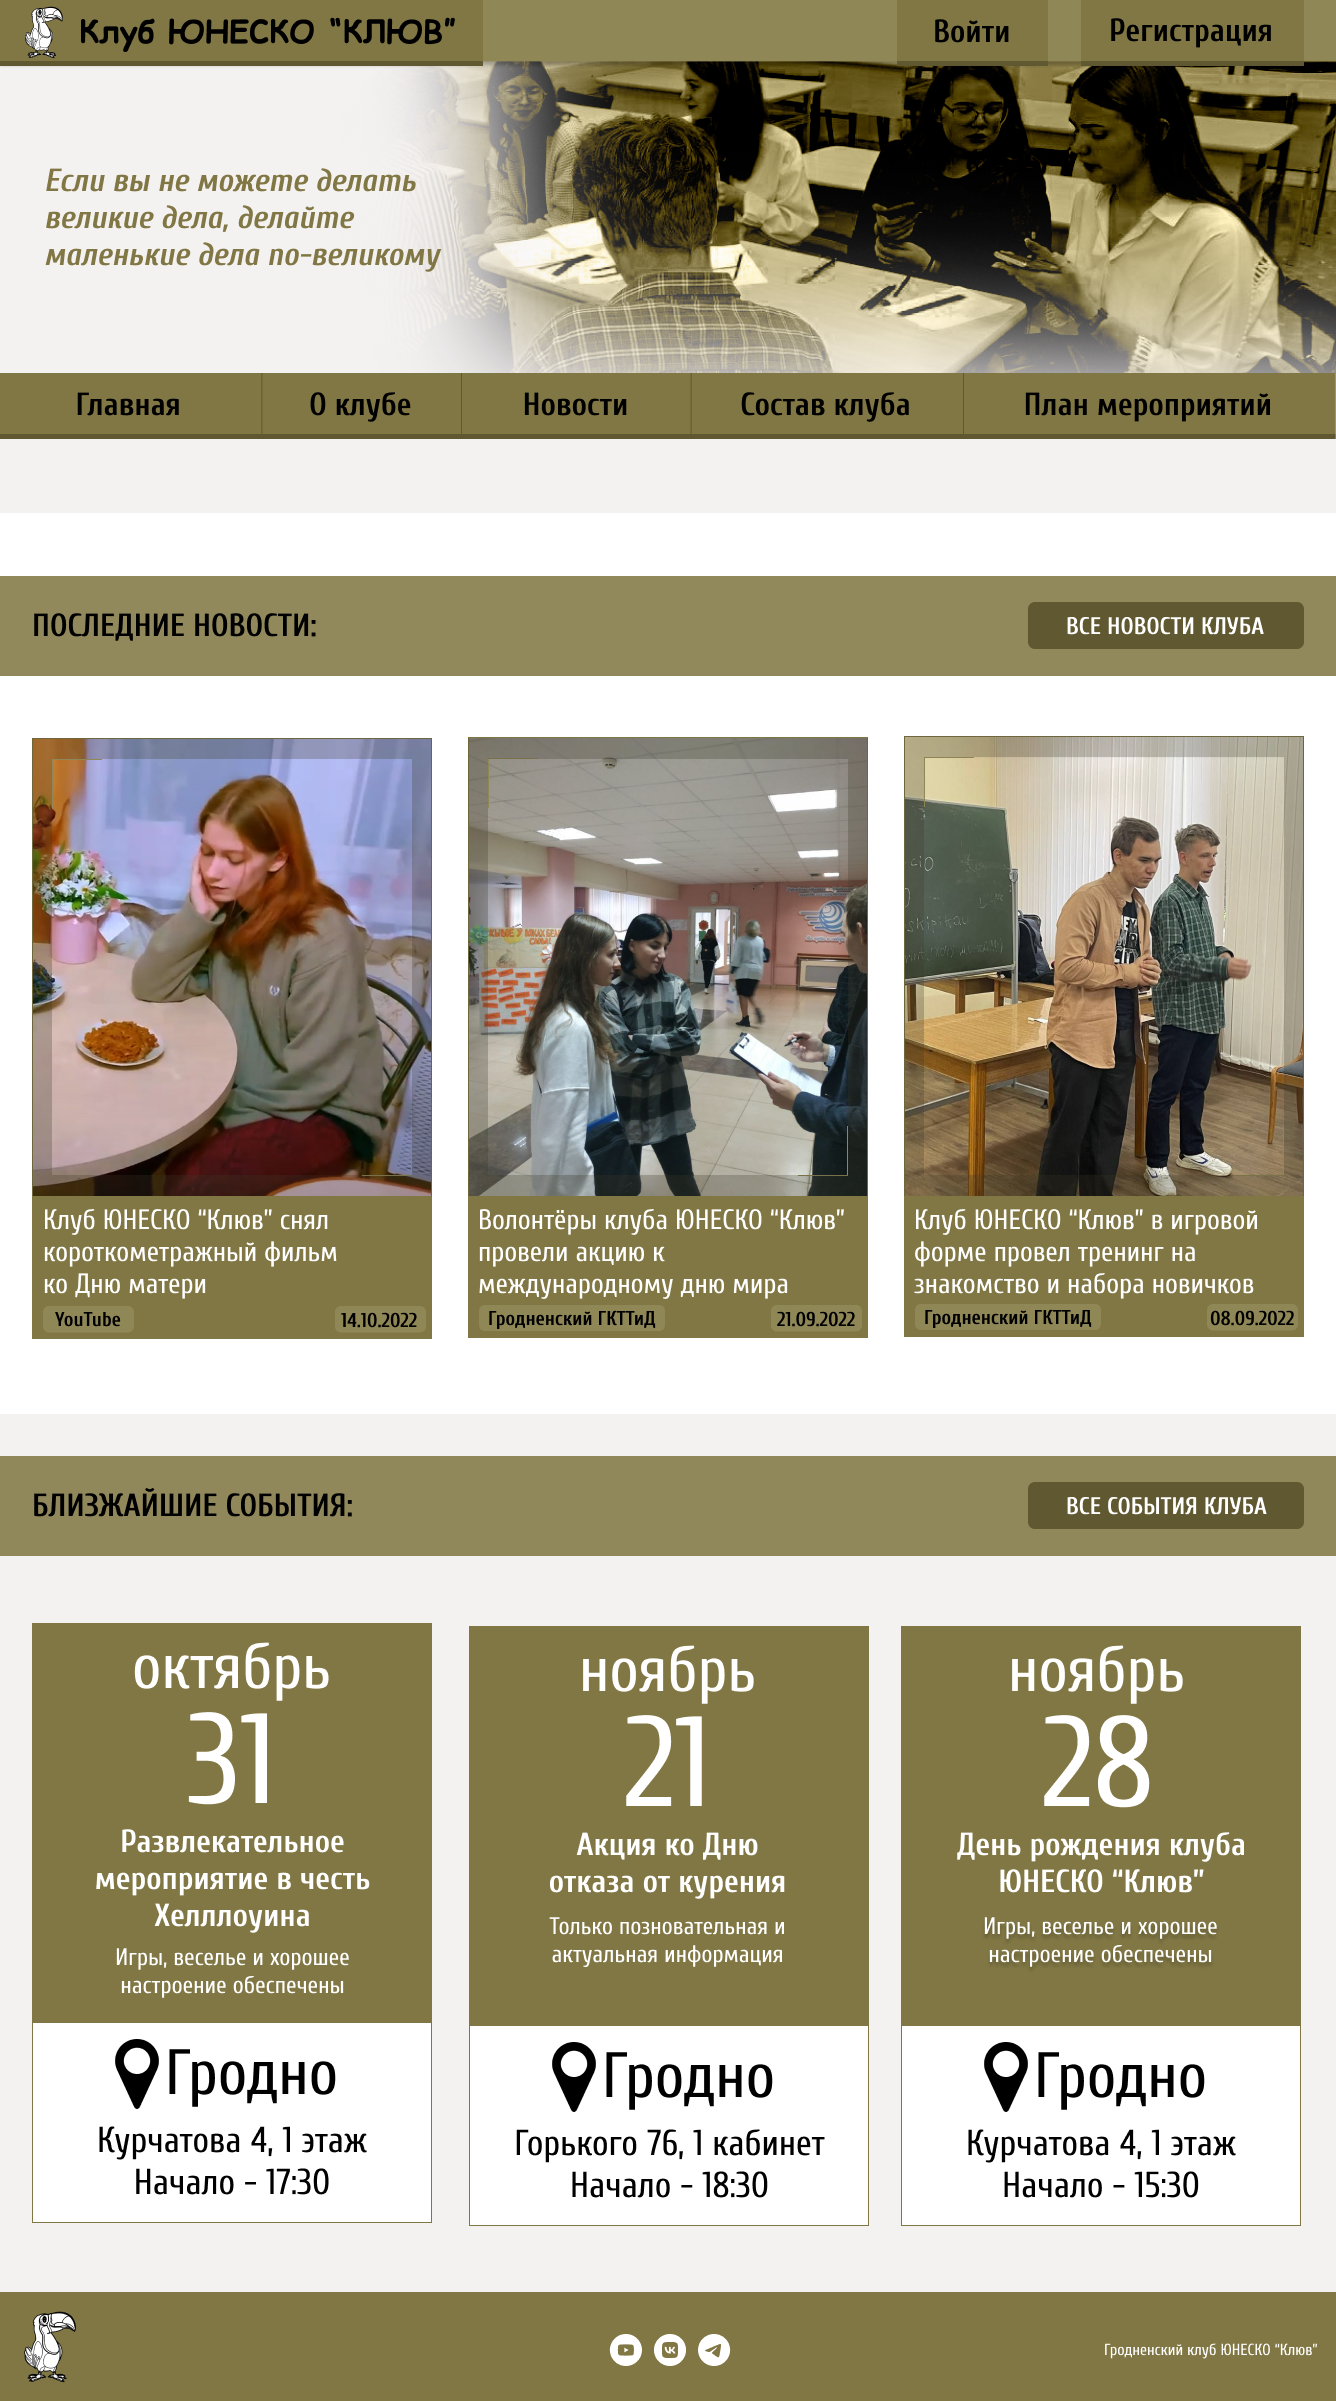 Клуб ЮНЕСКО “КЛЮВ”
Войти
Регистрация
Если вы не можете делать
великие дела, делайте
маленькие дела по-великому
Главная
О клубе
Новости
Состав клуба
План мероприятий
ПОСЛЕДНИЕ НОВОСТИ:
ВСЕ НОВОСТИ КЛУБА
Клуб ЮНЕСКО “Клюв” снял
короткометражный фильм
ко Дню матери
YouTube
14.10.2022
Волонтёры клуба ЮНЕСКО “Клюв”
провели акцию к
международному дню мира
Гродненский ГКТТиД
21.09.2022
Клуб ЮНЕСКО “Клюв” в игровой
форме провел тренинг на
знакомство и набора новичков
Гродненский ГКТТиД
08.09.2022
БЛИЗЖАЙШИЕ СОБЫТИЯ:
ВСЕ СОБЫТИЯ КЛУБА
октябрь
31
Развлекательное
мероприятие в честь
Хелллоуина
Игры, веселье и хорошее
настроение обеспечены
Гродно
Курчатова 4, 1 этаж
Начало - 17:30
ноябрь
21
Акция ко Дню
отказа от курения
Только позновательная и
актуальная информация
Гродно
Горького 76, 1 кабинет
Начало - 18:30
ноябрь
28
День рождения клуба
ЮНЕСКО “Клюв”
Игры, веселье и хорошее
настроение обеспечены
Гродно
Курчатова 4, 1 этаж
Начало - 15:30
Гродненский клуб ЮНЕСКО “Клюв”